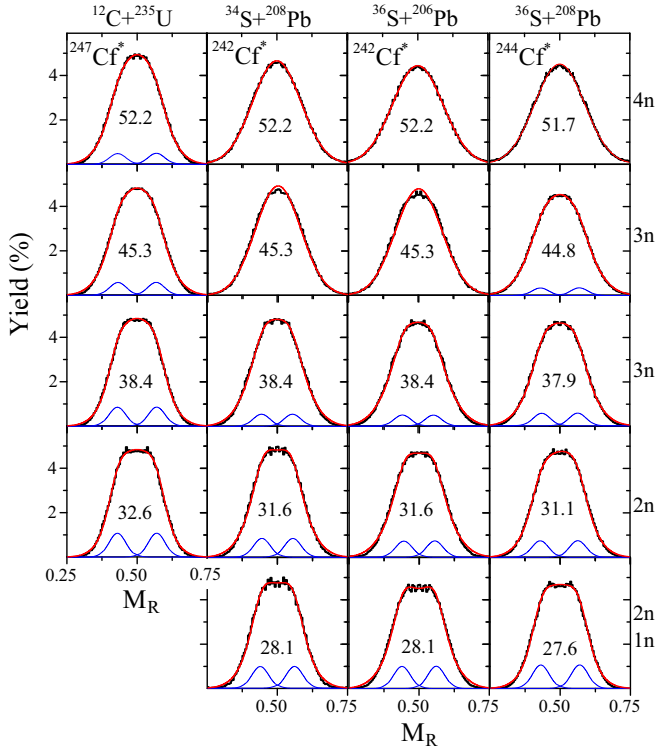 ¹²C+²³⁵U ³⁴S+²⁰⁸Pb ³⁶S+²⁰⁶Pb ³⁶S+²⁰⁸Pb
²⁴⁷Cf* ²⁴²Cf* ²⁴²Cf* ²⁴⁴Cf*
4
2
52.2 52.2 52.2 51.7 4n
4
2
45.3 45.3 45.3 44.8 3n
Yield (%)
4
2
38.4 38.4 38.4 37.9 3n
4
2
32.6 31.6 31.6 31.1 2n
0.25 0.50 0.75
M_R
28.1 28.1 27.6 2n
1n
0.50 0.75 0.50 0.75 0.50 0.75
M_R